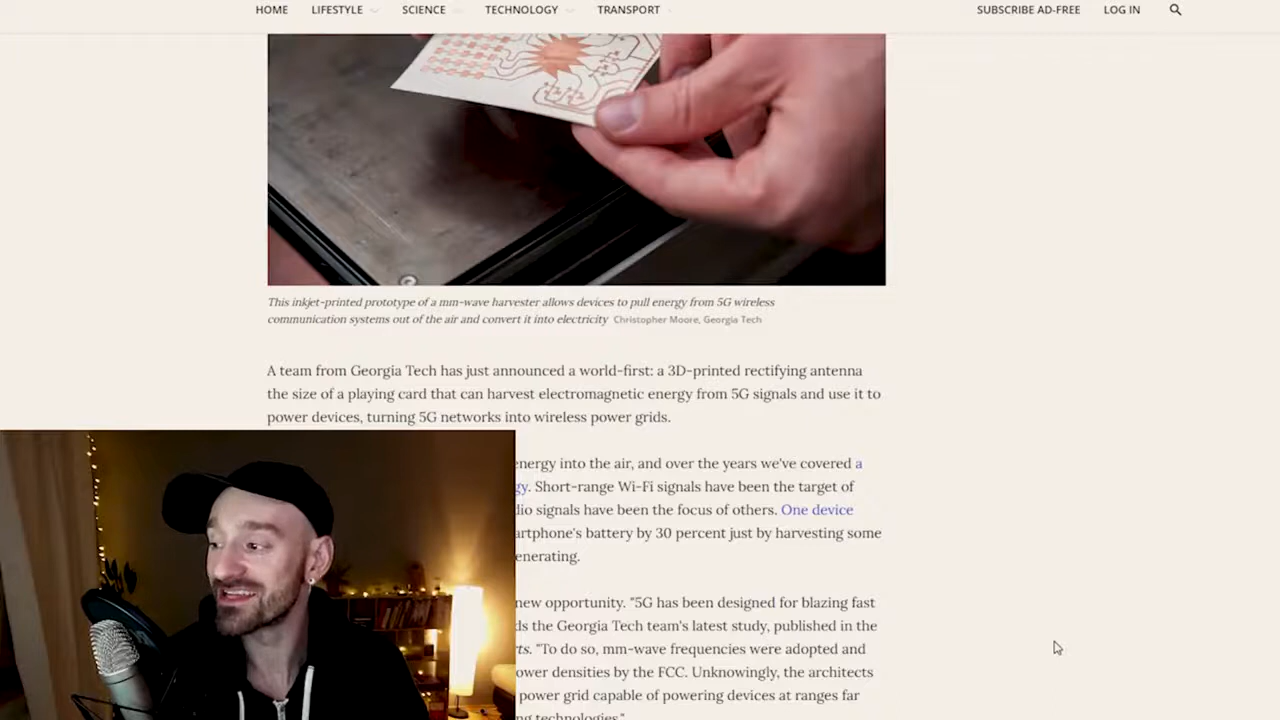 HOME LIFESTYLE SCIENCE TECHNOLOGY TRANSPORT SUBSCRIBE AD-FREE LOG IN
This inkjet-printed prototype of a mm-wave harvester allows devices to pull energy from 5G wireless
communication systems out of the air and convert it into electricity Christopher Moore, Georgia Tech
A team from Georgia Tech has just announced a world-first: a 3D-printed rectifying antenna
the size of a playing card that can harvest electromagnetic energy from 5G signals and use it to
power devices, turning 5G networks into wireless power grids.
energy into the air, and over the years we've covered a
gy. Short-range Wi-Fi signals have been the target of
dio signals have been the focus of others. One device
artphone's battery by 30 percent just by harvesting some
enerating.
new opportunity. "5G has been designed for blazing fast
ds the Georgia Tech team's latest study, published in the
rts. "To do so, mm-wave frequencies were adopted and
ower densities by the FCC. Unknowingly, the architects
power grid capable of powering devices at ranges far
ng technologies."